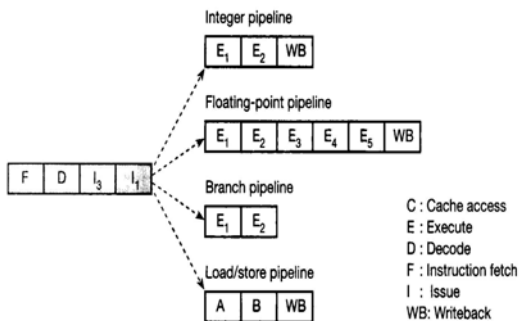 Integer pipeline
E1 E2 WB
Floating-point pipeline
E1 E2 E3 E4 E5 WB
F D I3 I1
Branch pipeline
E1 E2
Load/store pipeline
A B WB
C : Cache access
E : Execute
D : Decode
F : Instruction fetch
I : Issue
WB: Writeback